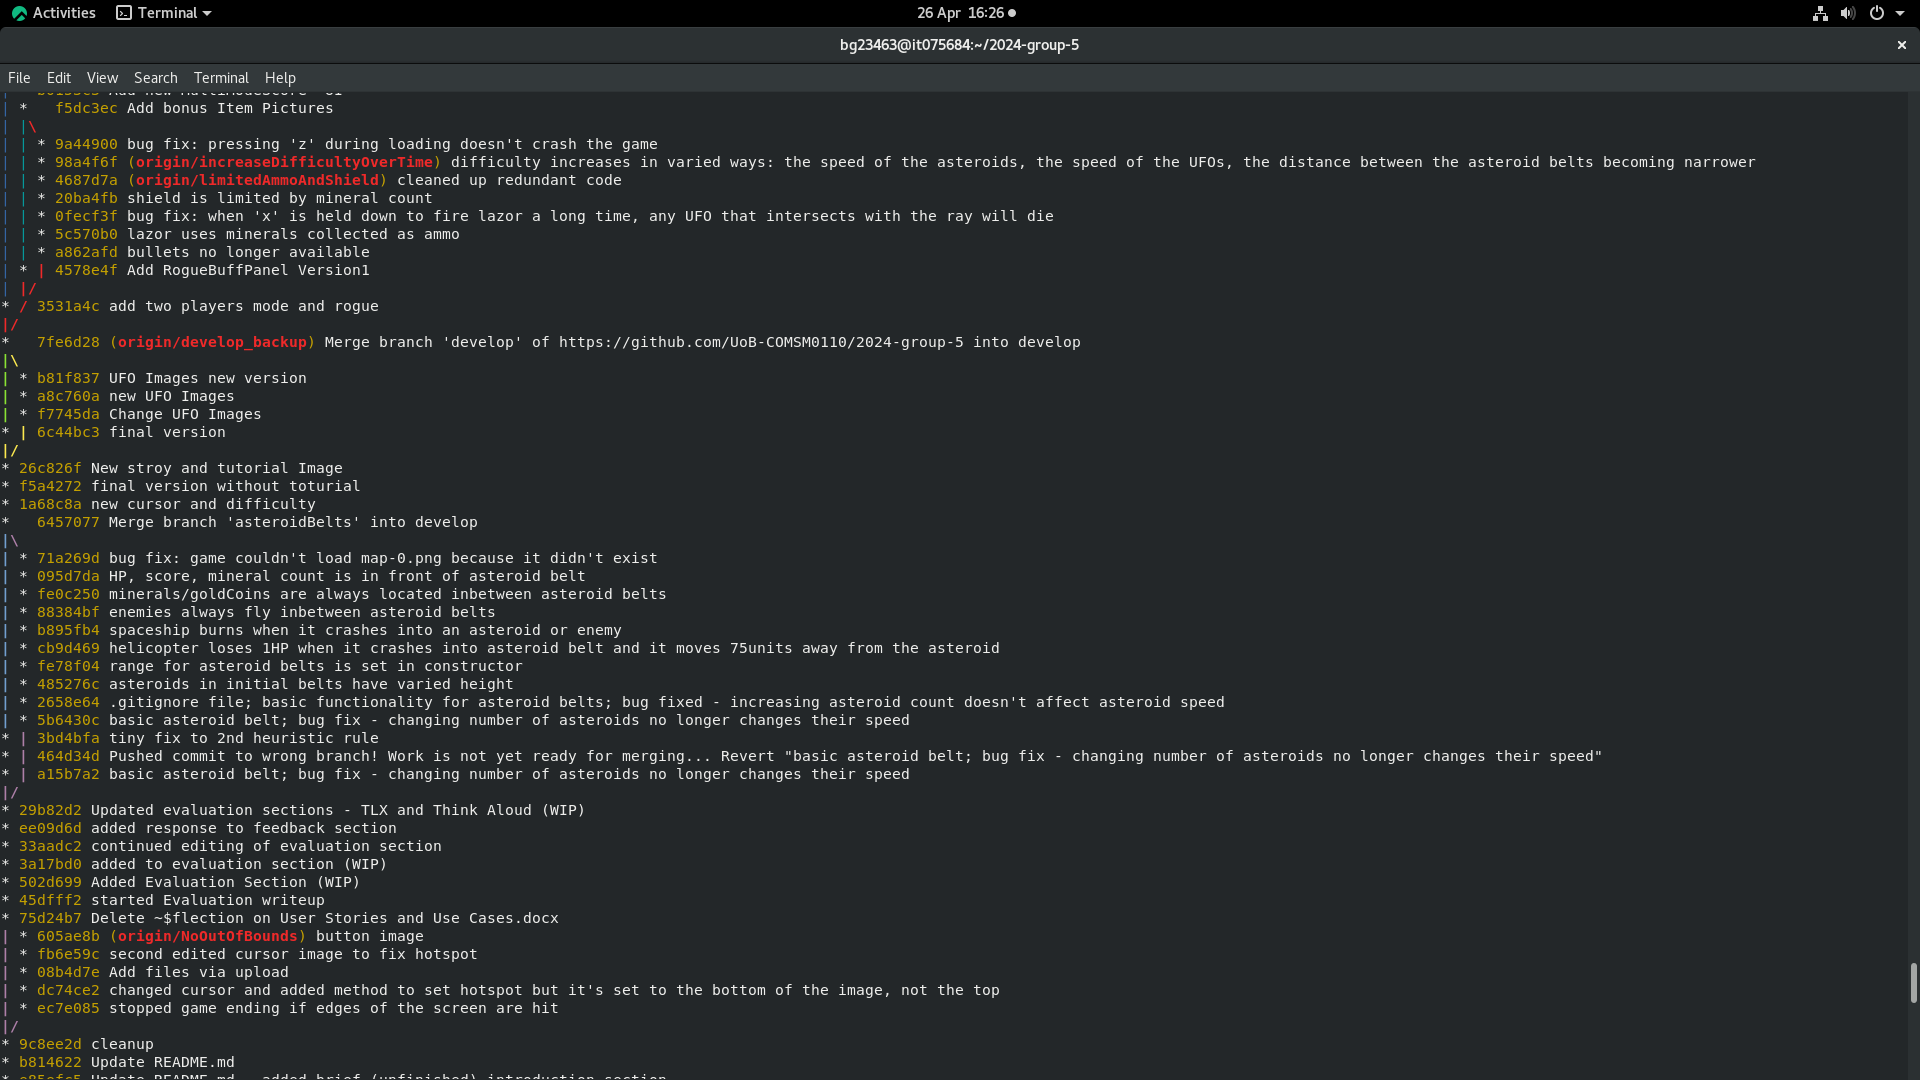 Activities Terminal 26 Apr 16:26
bg23463@it075684:~/2024-group-5
File Edit View Search Terminal Help
| * f5dc3ec Add bonus Item Pictures
| |\
| | * 9a44900 bug fix: pressing 'z' during loading doesn't crash the game
| | * 98a4f6f (origin/increaseDifficultyOverTime) difficulty increases in varied ways: the speed of the asteroids, the speed of the UFOs, the distance between the asteroid belts becoming narrower
| | * 4687d7a (origin/limitedAmmoAndShield) cleaned up redundant code
| | * 20ba4fb shield is limited by mineral count
| | * 0fecf3f bug fix: when 'x' is held down to fire lazor a long time, any UFO that intersects with the ray will die
| | * 5c570b0 lazor uses minerals collected as ammo
| | * a862afd bullets no longer available
| * | 4578e4f Add RogueBuffPanel Version1
| |/
* / 3531a4c add two players mode and rogue
|/
* 7fe6d28 (origin/develop_backup) Merge branch 'develop' of https://github.com/UoB-COMSM0110/2024-group-5 into develop
|\
| * b81f837 UFO Images new version
| * a8c760a new UFO Images
| * f7745da Change UFO Images
* | 6c44bc3 final version
|/
* 26c826f New stroy and tutorial Image
* f5a4272 final version without toturial
* 1a68c8a new cursor and difficulty
* 6457077 Merge branch 'asteroidBelts' into develop
|\
| * 71a269d bug fix: game couldn't load map-0.png because it didn't exist
| * 095d7da HP, score, mineral count is in front of asteroid belt
| * fe0c250 minerals/goldCoins are always located inbetween asteroid belts
| * 88384bf enemies always fly inbetween asteroid belts
| * b895fb4 spaceship burns when it crashes into an asteroid or enemy
| * cb9d469 helicopter loses 1HP when it crashes into asteroid belt and it moves 75units away from the asteroid
| * fe78f04 range for asteroid belts is set in constructor
| * 485276c asteroids in initial belts have varied height
| * 2658e64 .gitignore file; basic functionality for asteroid belts; bug fixed - increasing asteroid count doesn't affect asteroid speed
| * 5b6430c basic asteroid belt; bug fix - changing number of asteroids no longer changes their speed
* | 3bd4bfa tiny fix to 2nd heuristic rule
* | 464d34d Pushed commit to wrong branch! Work is not yet ready for merging... Revert "basic asteroid belt; bug fix - changing number of asteroids no longer changes their speed"
* | a15b7a2 basic asteroid belt; bug fix - changing number of asteroids no longer changes their speed
|/
* 29b82d2 Updated evaluation sections - TLX and Think Aloud (WIP)
* ee09d6d added response to feedback section
* 33aadc2 continued editing of evaluation section
* 3a17bd0 added to evaluation section (WIP)
* 502d699 Added Evaluation Section (WIP)
* 45dfff2 started Evaluation writeup
* 75d24b7 Delete ~$flection on User Stories and Use Cases.docx
| * 605ae8b (origin/NoOutOfBounds) button image
| * fb6e59c second edited cursor image to fix hotspot
| * 08b4d7e Add files via upload
| * dc74ce2 changed cursor and added method to set hotspot but it's set to the bottom of the image, not the top
| * ec7e085 stopped game ending if edges of the screen are hit
|/
* 9c8ee2d cleanup
* b814622 Update README.md
Update README.md - added brief (unfinished) introduction section